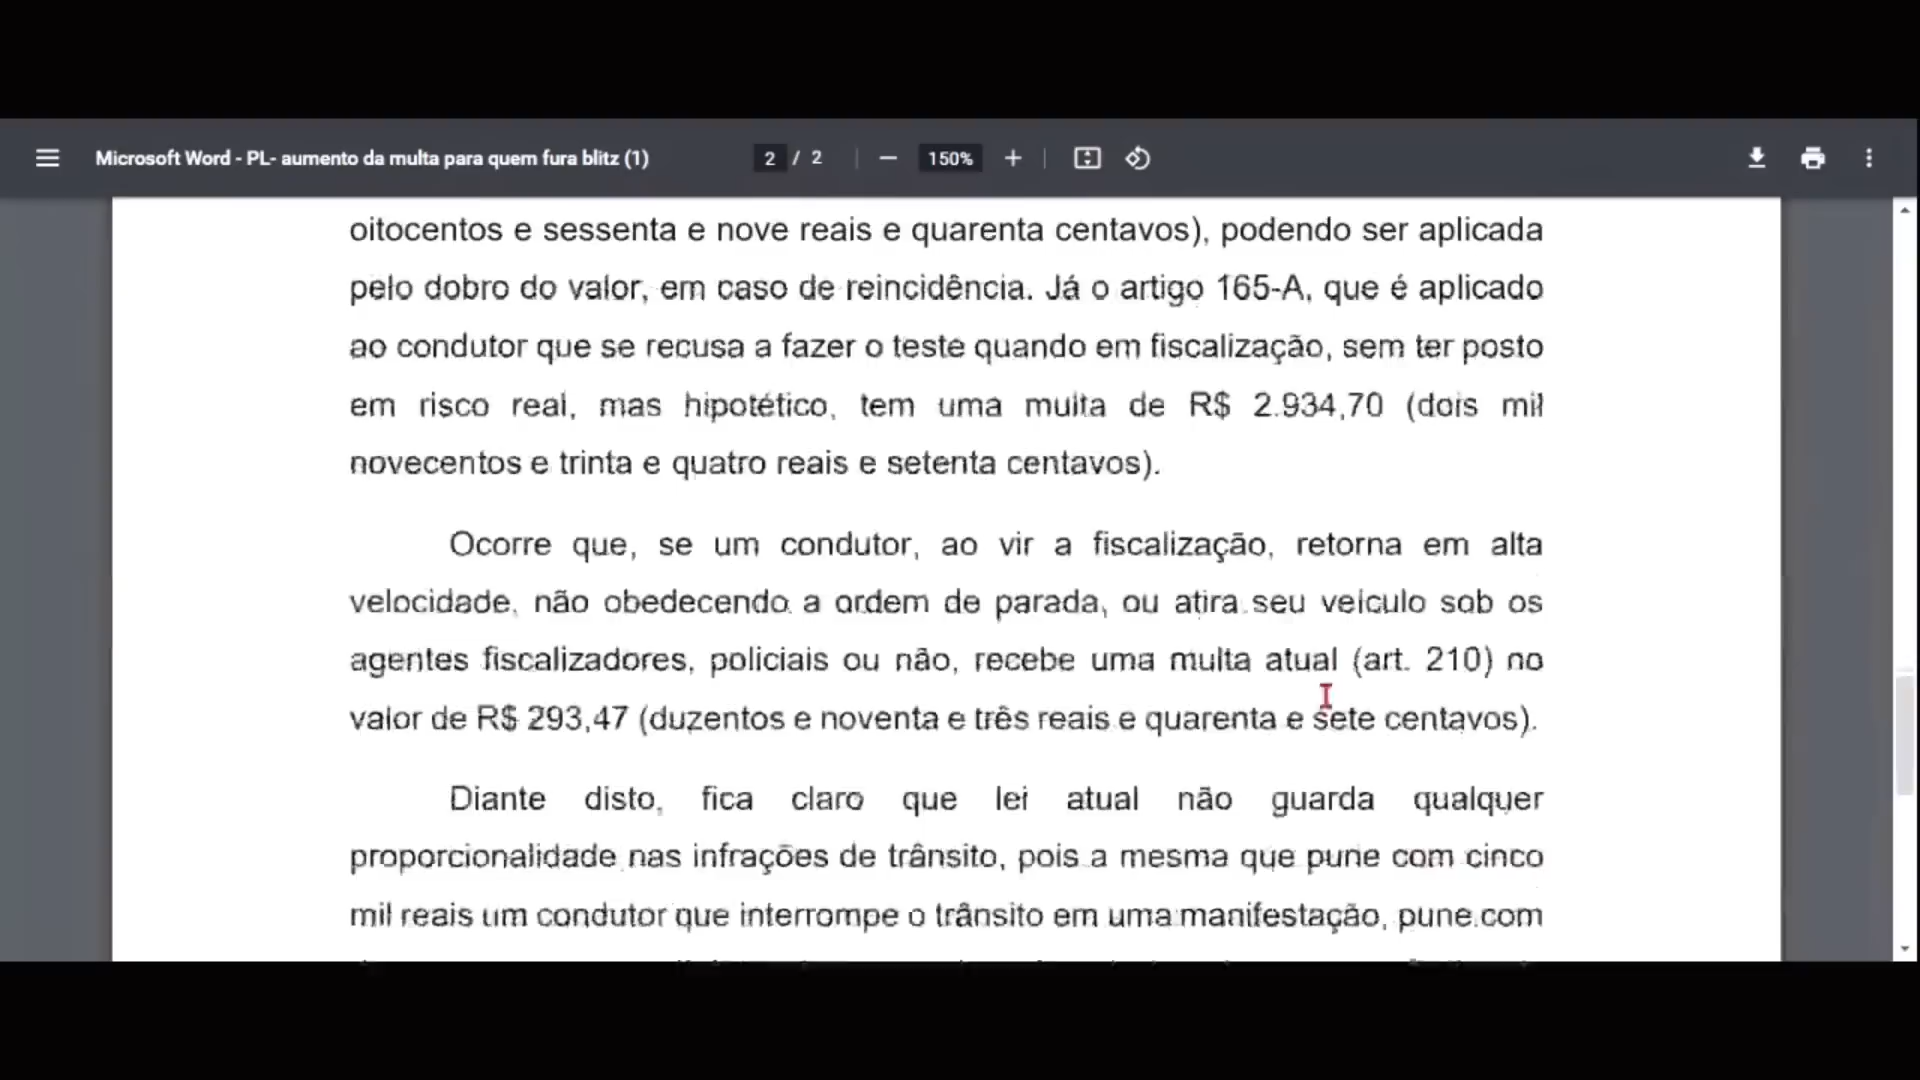 Microsoft Word - PL- aumento da multa para quem fura blitz (1)
2 / 2
150%
oitocentos e sessenta e nove reais e quarenta centavos), podendo ser aplicada
pelo dobro do valor, em caso de reincidência. Já o artigo 165-A, que é aplicado
ao condutor que se recusa a fazer o teste quando em fiscalização, sem ter posto
em risco real, mas hipotético, tem uma multa de R$ 2.934,70 (dois mil
novecentos e trinta e quatro reais e setenta centavos).
Ocorre que, se um condutor, ao vir a fiscalização, retorna em alta
velocidade, não obedecendo a ordem de parada, ou atira seu veículo sob os
agentes fiscalizadores, policiais ou não, recebe uma multa atual (art. 210) no
valor de R$ 293,47 (duzentos e noventa e três reais e quarenta e sete centavos).
Diante disto, fica claro que lei atual não guarda qualquer
proporcionalidade nas infrações de trânsito, pois a mesma que pune com cinco
mil reais um condutor que interrompe o trânsito em uma manifestação, pune com